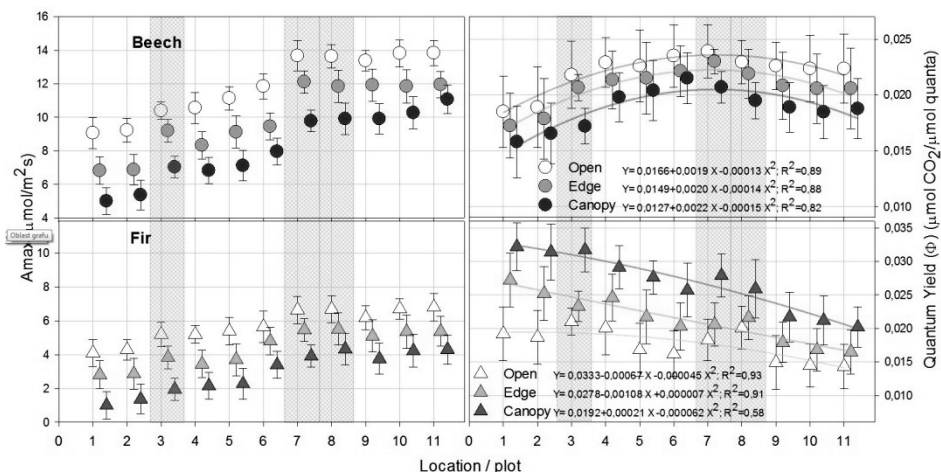 Beech
16
14
12
10
8
6
4
Open
Edge
Canopy
Y= 0,0166+0,0019 X -0,00013 X²; R²=0,89
Y= 0,0149+0,0020 X -0,00014 X²; R²=0,88
Y= 0,0127+0,0022 X -0,00015 X²; R²=0,82
0,025
0,020
0,015
0,010
Amax μmol/m²s)
Oblast grafu
Quantum Yield (Φ) (μmol CO₂/μmol quanta)
Fir
8
6
4
2
0
Open
Edge
Canopy
Y= 0,0333-0,00067 X -0,000045 X²; R²=0,93
Y= 0,0278-0,00108 X +0,000007 X²; R²=0,91
Y= 0,0192+0,00021 X -0,000062 X²; R²=0,58
0,035
0,030
0,025
0,020
0,015
0,010
0 1 2 3 4 5 6 7 8 9 10 11 0 1 2 3 4 5 6 7 8 9 10 11
Location / plot